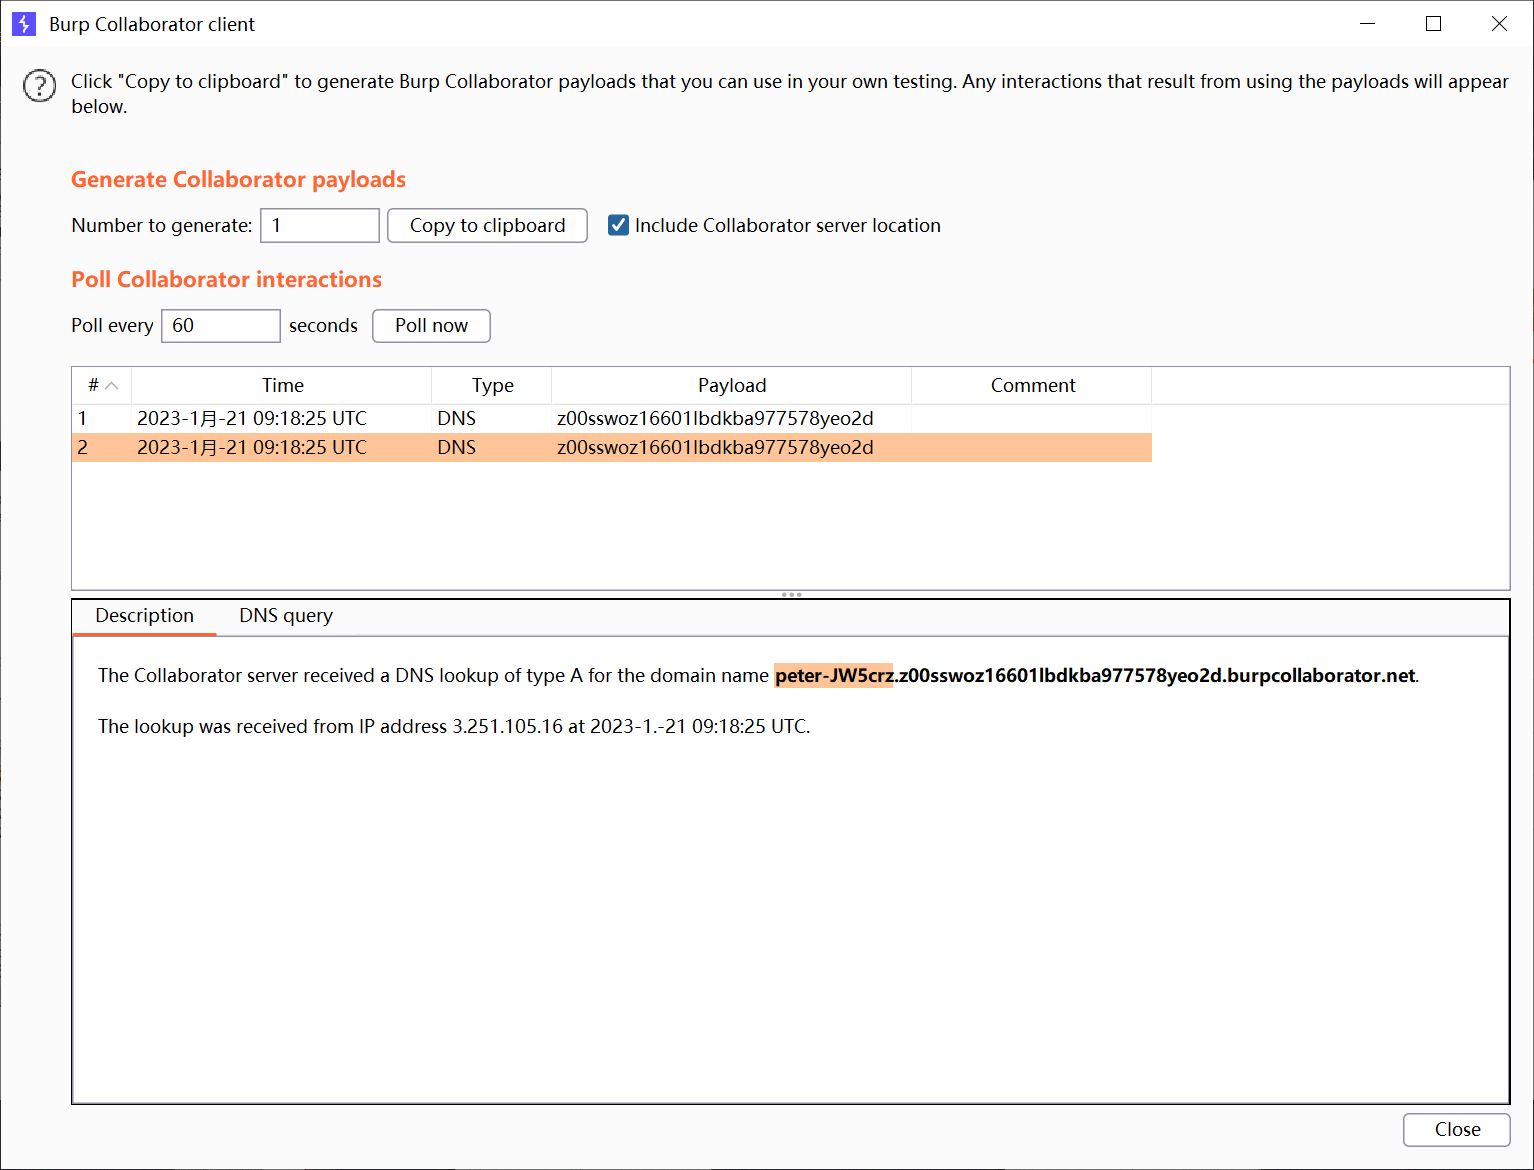 Burp Collaborator client
Click "Copy to clipboard" to generate Burp Collaborator payloads that you can use in your own testing. Any interactions that result from using the payloads will appear
below.
Generate Collaborator payloads
Number to generate: 1 Copy to clipboard Include Collaborator server location
Poll Collaborator interactions
Poll every 60 seconds Poll now
# Time Type Payload Comment
1 2023-1月-21 09:18:25 UTC DNS z00sswoz16601lbdkba977578yeo2d
2 2023-1月-21 09:18:25 UTC DNS z00sswoz16601lbdkba977578yeo2d
Description DNS query
The Collaborator server received a DNS lookup of type A for the domain name peter-JW5crz.z00sswoz16601lbdkba977578yeo2d.burpcollaborator.net.
The lookup was received from IP address 3.251.105.16 at 2023-1.-21 09:18:25 UTC.
Close